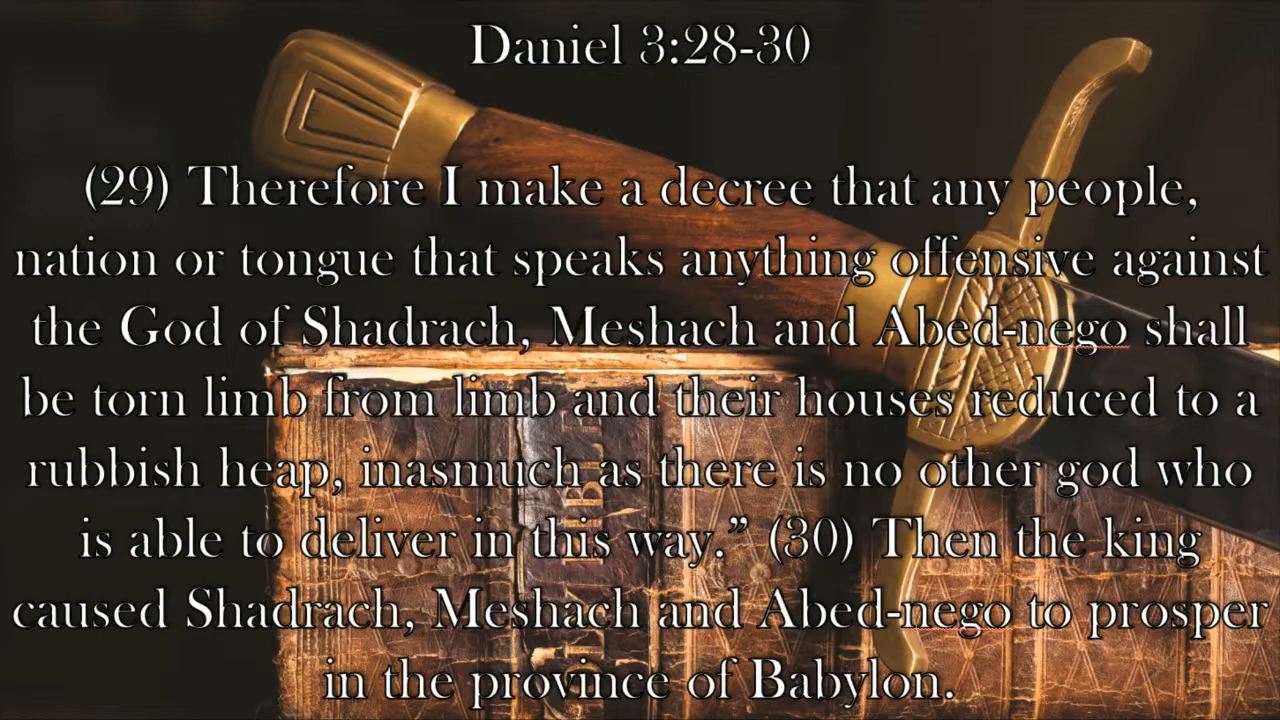 Daniel 3:28-30
(29) Therefore I make a decree that any people,
nation or tongue that speaks anything offensive against
the God of Shadrach, Meshach and Abed-nego shall
be torn limb from limb and their houses reduced to a
rubbish heap, inasmuch as there is no other god who
is able to deliver in this way.” (30) Then the king
caused Shadrach, Meshach and Abed-nego to prosper
in the province of Babylon.
BIBLE